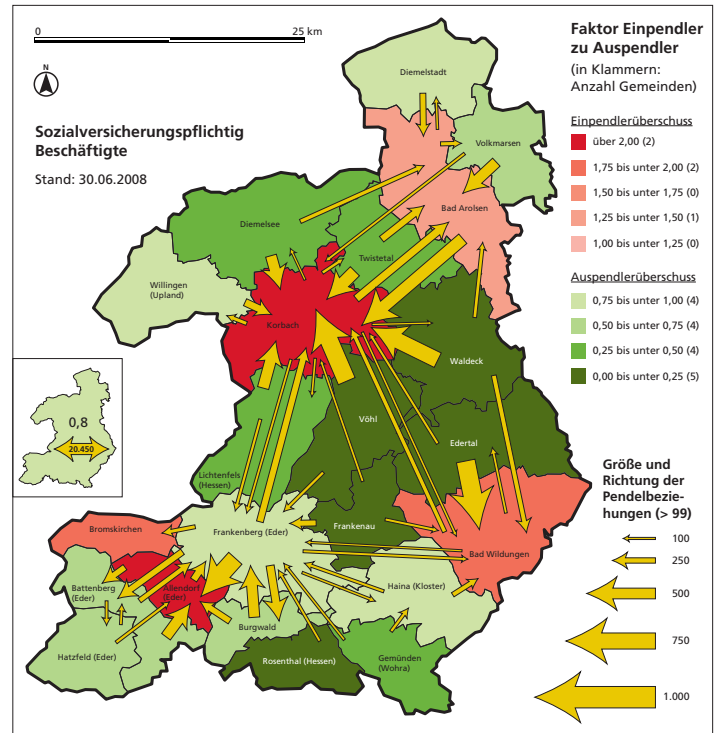 0
25 km
N
Sozialversicherungspflichtig
Beschäftigte
Stand: 30.06.2008
Faktor Einpendler
zu Auspendler
(in Klammern:
Anzahl Gemeinden)
Einpendlerüberschuss
über 2,00 (2)
1,75 bis unter 2,00 (2)
1,50 bis unter 1,75 (0)
1,25 bis unter 1,50 (1)
1,00 bis unter 1,25 (0)
Auspendlerüberschuss
0,75 bis unter 1,00 (4)
0,50 bis unter 0,75 (4)
0,25 bis unter 0,50 (4)
0,00 bis unter 0,25 (5)
Größe und
Richtung der
Pendelbezie-
hungen (> 99)
100
250
500
750
1.000
Diemelstadt
Volkmarsen
Bad Arolsen
Diemelsee
Twistetal
Willingen
(Upland)
Korbach
Waldeck
Vöhl
Edertal
Lichtenfels
(Hessen)
Frankenau
Bad Wildungen
Frankenberg (Eder)
Bromskirchen
Haina (Kloster)
Battenberg
(Eder)
Allendorf
(Eder)
Burgwald
Hatzfeld (Eder)
Rosenthal (Hessen)
Gemünden
(Wohra)
0,8
20.450